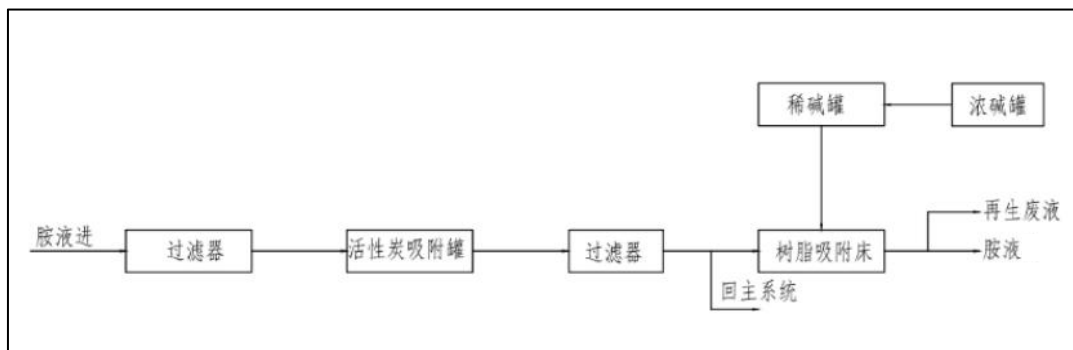 稀碱罐
浓碱罐
再生废液
胺液进
过滤器
活性炭吸附罐
过滤器
树脂吸附床
胺液
回主系统